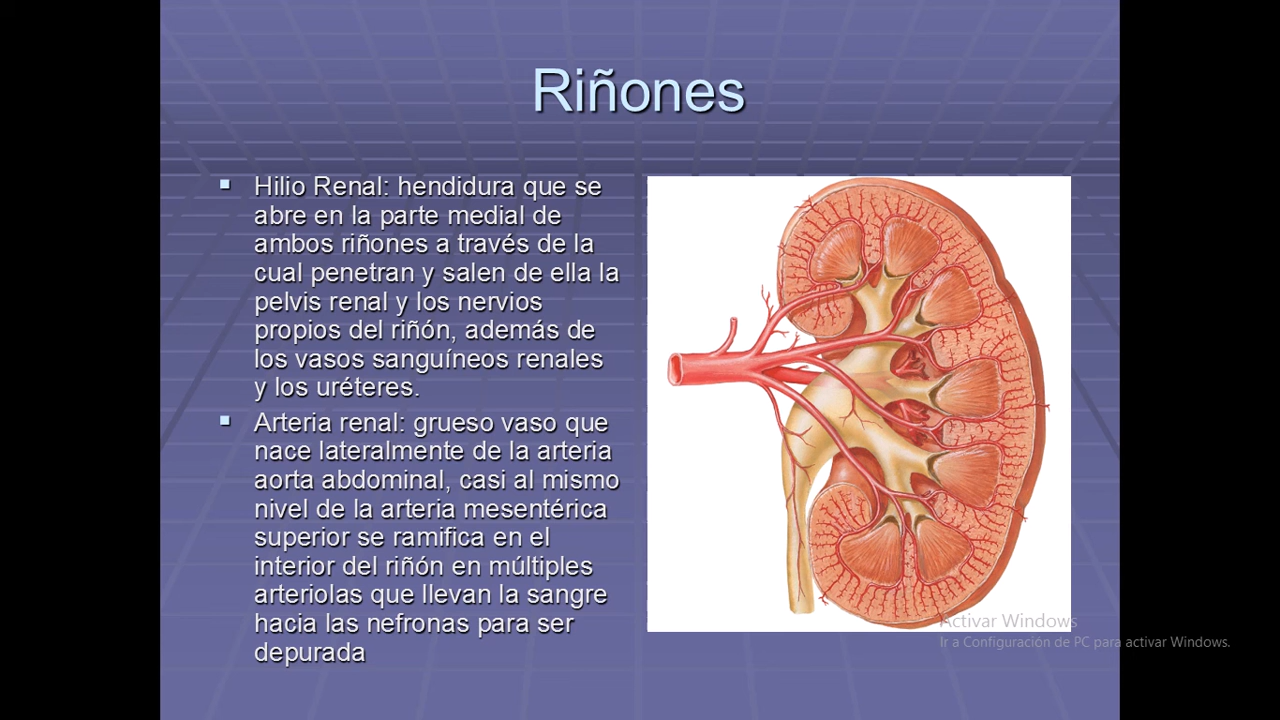 Riñones
Hilio Renal: hendidura que se
abre en la parte medial de
ambos riñones a través de la
cual penetran y salen de ella la
pelvis renal y los nervios
propios del riñón, además de
los vasos sanguíneos renales
y los uréteres.
Arteria renal: grueso vaso que
nace lateralmente de la arteria
aorta abdominal, casi al mismo
nivel de la arteria mesentérica
superior se ramifica en el
interior del riñón en múltiples
arteriolas que llevan la sangre
hacia las nefronas para ser
depurada
Activar Windows
Ir a Configuración de PC para activar Windows.